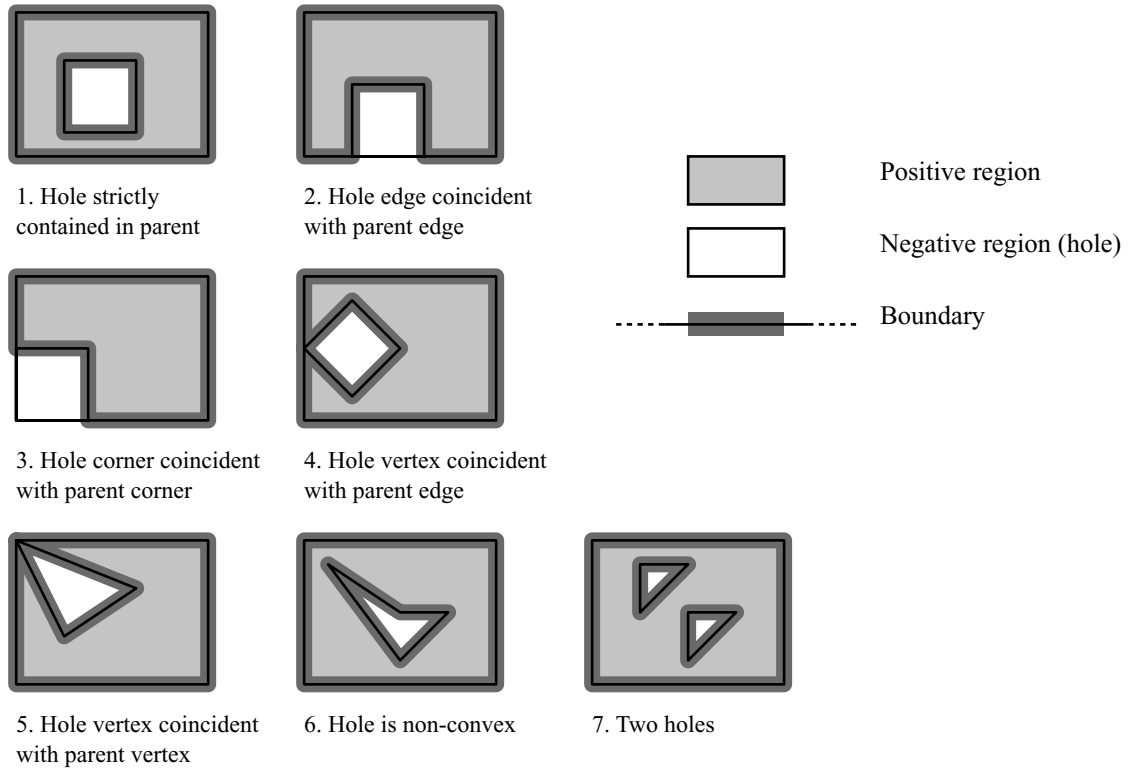 1. Hole strictly
contained in parent
2. Hole edge coincident
with parent edge
Positive region
Negative region (hole)
Boundary
3. Hole corner coincident
with parent corner
4. Hole vertex coincident
with parent edge
5. Hole vertex coincident
with parent vertex
6. Hole is non-convex
7. Two holes